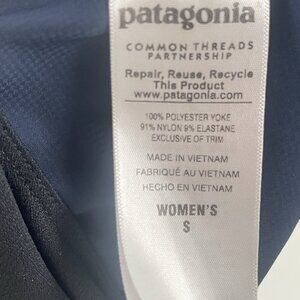 patagonia
COMMON THREADS
PARTNERSHIP
Repair, Reuse, Recycle
This Product
www.patagonia.com
100% POLYESTER YOKE
91% NYLON 9% ELASTANE
EXCLUSIVE OF TRIM
MADE IN VIETNAM
FABRIQUÉ AU VIETNAM
HECHO EN VIETNAM
WOMEN'S
S